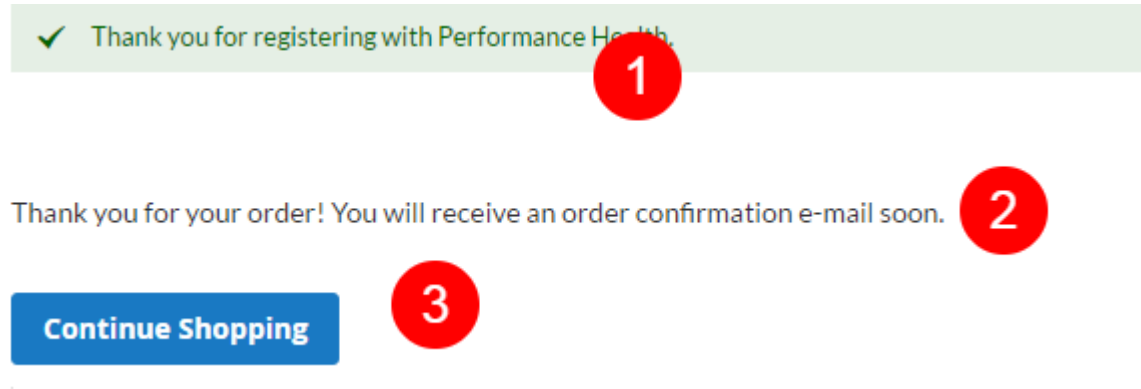 Thank you for registering with Performance Health.
1
Thank you for your order! You will receive an order confirmation e-mail soon.
2
3
Continue Shopping